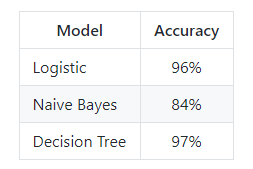 Model Accuracy
Logistic 96%
Naive Bayes 84%
Decision Tree 97%